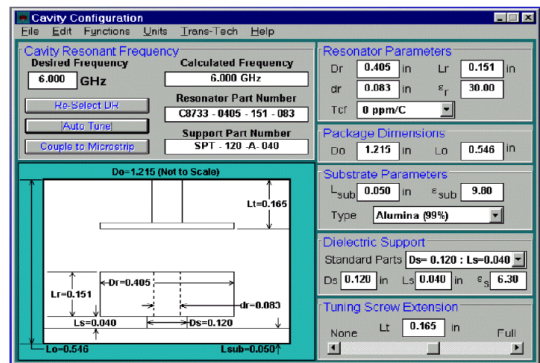 Cavity Configuration
File Edit Functions Units Trans-Tech Help
Cavity Resonant Frequency
Desired Frequency Calculated Frequency
6.000 GHz 6.000 GHz
Resonator Part Number
Re-Select DR C8733 - 0405 - 151 - 083
Auto Tune!
Support Part Number
Couple to Microstrip SPT - 120 -A- 040
Do=1.215 (Not to Scale)
Lt=0.165
Dr=0.405
Lr=0.151
dr=0.083
Ls=0.040 Ds=0.120
Lo=0.546 Lsub=0.050
Resonator Parameters
Dr 0.405 in Lr 0.151 in
dr 0.083 in εr 30.00
Tcf 0 ppm/C
Package Dimensions
Do 1.215 in Lo 0.546 in
Substrate Parameters
Lsub 0.050 in εsub 9.80
Type Alumina (99%)
Dielectric Support
Standard Parts Ds= 0.120 : Ls=0.040
Ds 0.120 in Ls 0.040 in εs 6.30
Tuning Screw Extension
None Lt 0.165 in Full